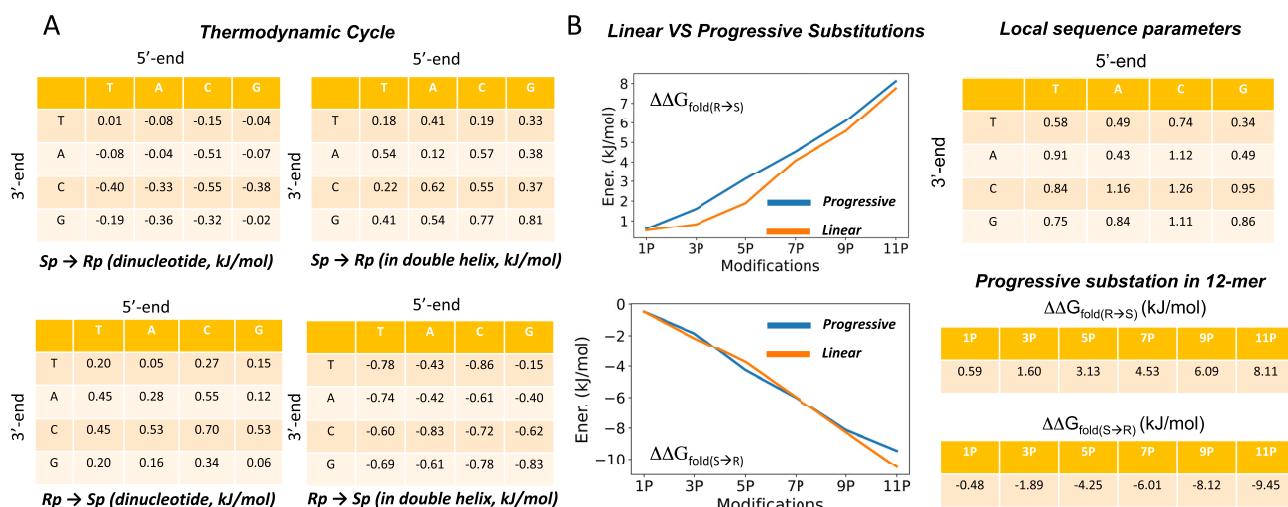 A
Thermodynamic Cycle
5’-end
T A C G
T 0.01 -0.08 -0.15 -0.04
A -0.08 -0.04 -0.51 -0.07
C -0.40 -0.33 -0.55 -0.38
G -0.19 -0.36 -0.32 -0.02
3’-end
Sp → Rp (dinucleotide, kJ/mol)
5’-end
T A C G
T 0.18 0.41 0.19 0.33
A 0.54 0.12 0.57 0.38
C 0.22 0.62 0.55 0.37
G 0.41 0.54 0.77 0.81
3’-end
Sp → Rp (in double helix, kJ/mol)
5’-end
T A C G
T 0.20 0.05 0.27 0.15
A 0.45 0.28 0.55 0.12
C 0.45 0.53 0.70 0.53
G 0.20 0.16 0.34 0.06
3’-end
Rp → Sp (dinucleotide, kJ/mol)
5’-end
T A C G
T -0.78 -0.43 -0.86 -0.15
A -0.74 -0.42 -0.61 -0.40
C -0.60 -0.83 -0.72 -0.62
G -0.69 -0.61 -0.78 -0.83
3’-end
Rp → Sp (in double helix, kJ/mol)
B
Linear VS Progressive Substitutions
ΔΔG fold(R→S)
8
7
6
5
4
3
2
1
Ener. (kJ/mol)
Progressive
Linear
1P 3P 5P 7P 9P 11P
Modifications
0
−2
−4
−6
−8
−10
Ener. (kJ/mol)
Progressive
Linear
ΔΔG fold(S→R)
1P 3P 5P 7P 9P 11P
Modifications
Local sequence parameters
5’-end
T A C G
T 0.58 0.49 0.74 0.34
A 0.91 0.43 1.12 0.49
C 0.84 1.16 1.26 0.95
G 0.75 0.84 1.11 0.86
3’-end
Progressive substation in 12-mer
ΔΔG fold(R→S) (kJ/mol)
1P 3P 5P 7P 9P 11P
0.59 1.60 3.13 4.53 6.09 8.11
ΔΔG fold(S→R) (kJ/mol)
1P 3P 5P 7P 9P 11P
-0.48 -1.89 -4.25 -6.01 -8.12 -9.45